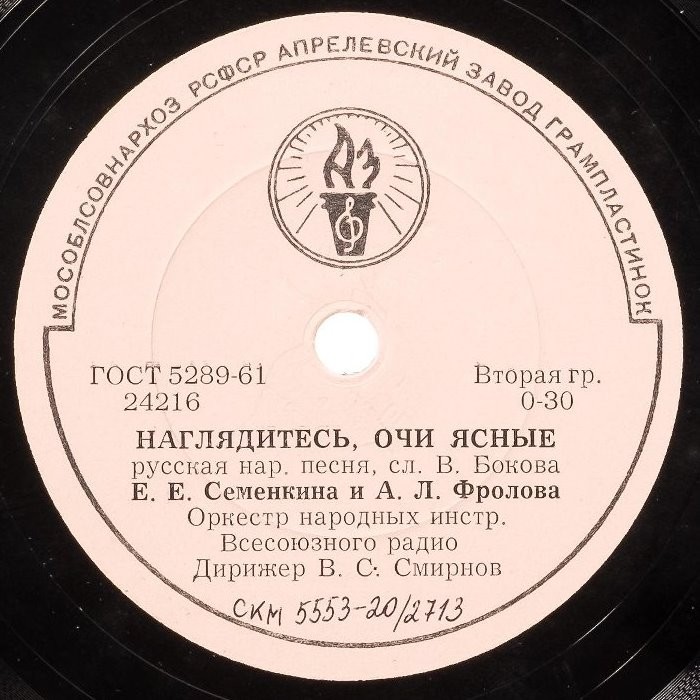 МОСОБЛСОВНАРХОЗ РСФСР АПРЕЛЕВСКИЙ ЗАВОД ГРАМПЛАСТИНОК
АЗ
ГОСТ 5289-61
24216
Вторая гр.
0-30
НАГЛЯДИТЕСЬ, ОЧИ ЯСНЫЕ
русская нар. песня, сл. В. Бокова
Е. Е. Семенкина и А. Л. Фролова
Оркестр народных инстр.
Всесоюзного радио
Дирижер В. С. Смирнов
СКМ 5553-20/2713